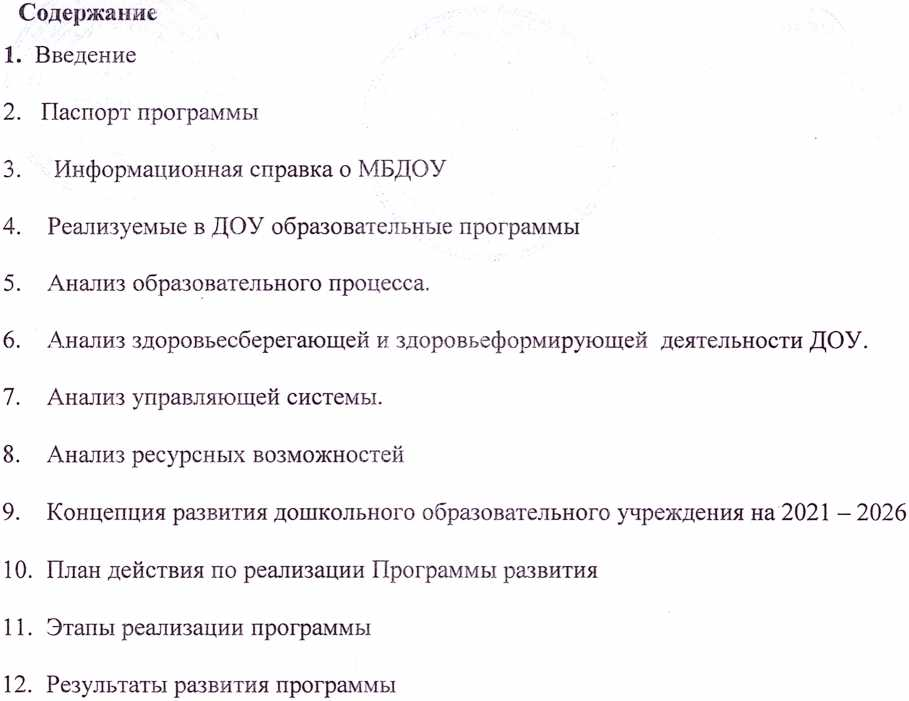 Содержание
1. Введение
2. Паспорт программы
3. Информационная справка о МБДОУ
4. Реализуемые в ДОУ образовательные программы
5. Анализ образовательного процесса.
6. Анализ здоровьесберегающей и здоровьеформирующей деятельности ДОУ.
7. Анализ управляющей системы.
8. Анализ ресурсных возможностей
9. Концепция развития дошкольного образовательного учреждения на 2021 – 2026
10. План действия по реализации Программы развития
11. Этапы реализации программы
12. Результаты развития программы